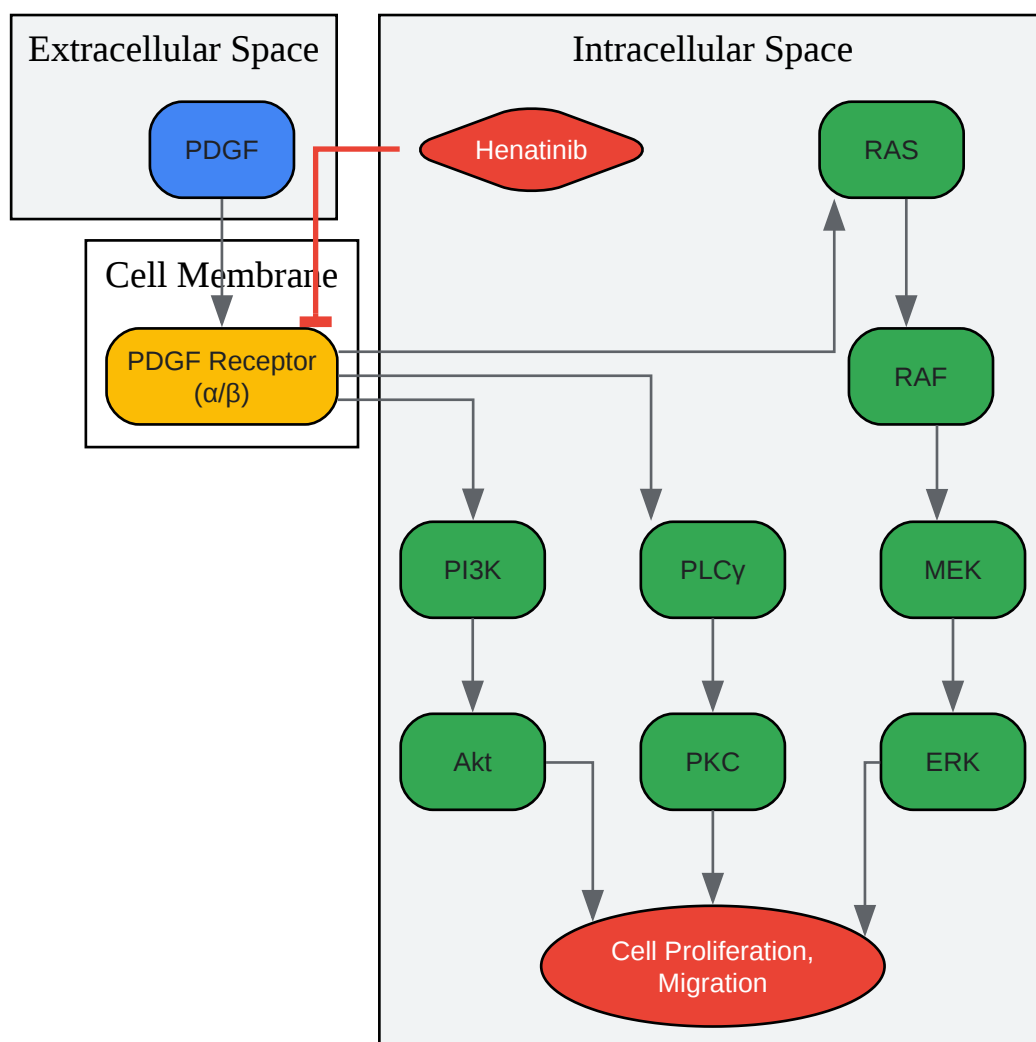 Extracellular Space
Intracellular Space
PDGF
Henatinib
RAS
Cell Membrane
PDGF Receptor
(α/β)
RAF
PI3K
PLCγ
MEK
Akt
PKC
ERK
Cell Proliferation,
Migration